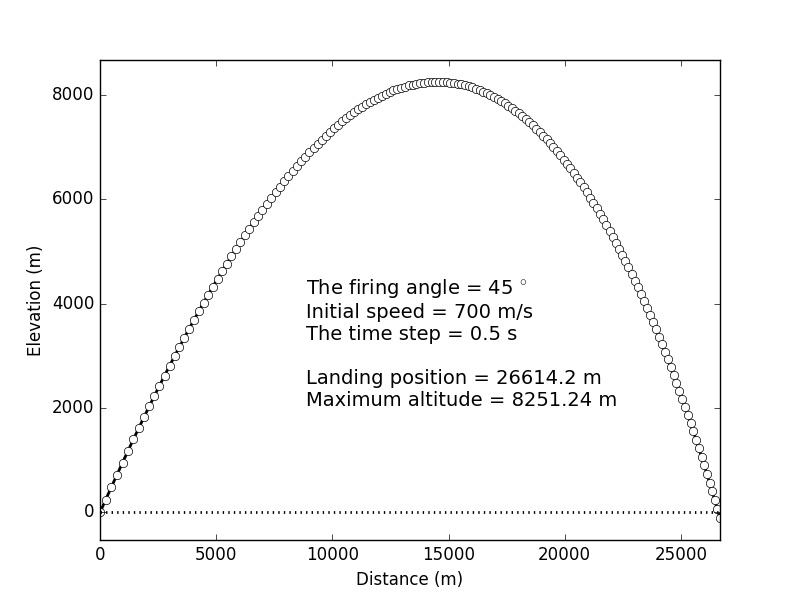 8000
6000
4000
2000
0
Elevation (m)
The firing angle = 45 °
Initial speed = 700 m/s
The time step = 0.5 s
Landing position = 26614.2 m
Maximum altitude = 8251.24 m
0 5000 10000 15000 20000 25000
Distance (m)